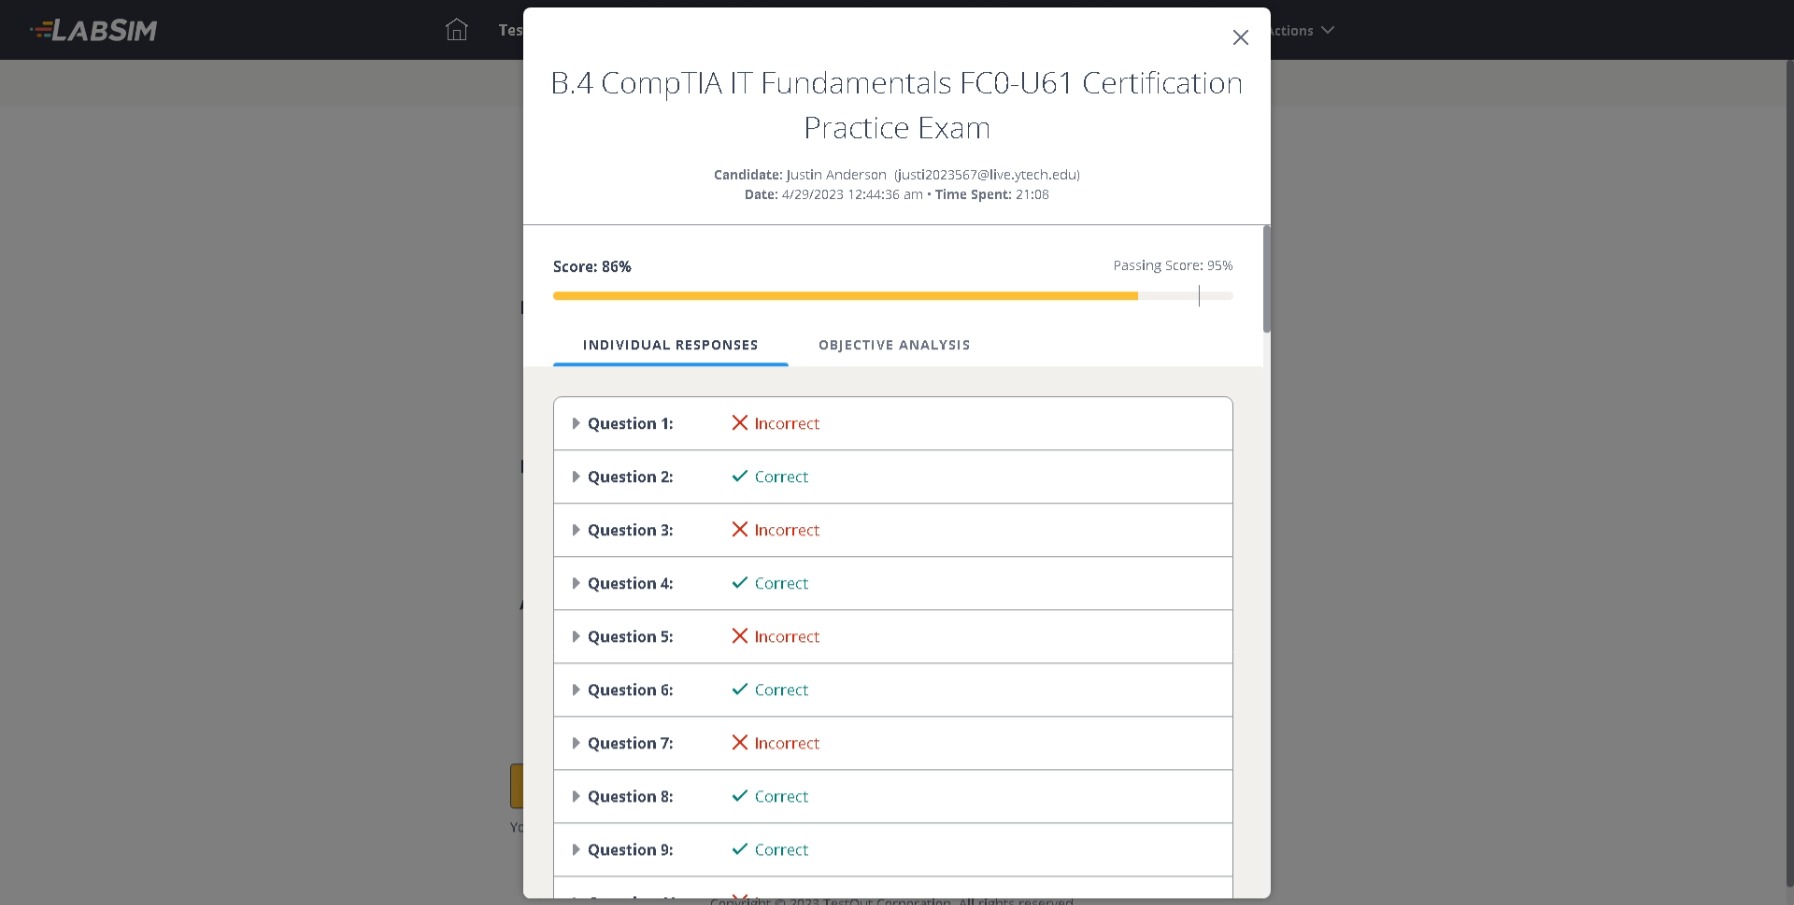 LABSIM
Tes
Actions
B.4 CompTIA IT Fundamentals FC0-U61 Certification
Practice Exam
Candidate: Justin Anderson (justi2023567@live.ytech.edu)
Date: 4/29/2023 12:44:36 am • Time Spent: 21:08
Score: 86%
Passing Score: 95%
INDIVIDUAL RESPONSES
OBJECTIVE ANALYSIS
Question 1: Incorrect
Question 2: Correct
Question 3: Incorrect
Question 4: Correct
Question 5: Incorrect
Question 6: Correct
Question 7: Incorrect
Question 8: Correct
Question 9: Correct
Yo
Copyright © 2023 TestOut Corporation. All rights reserved.